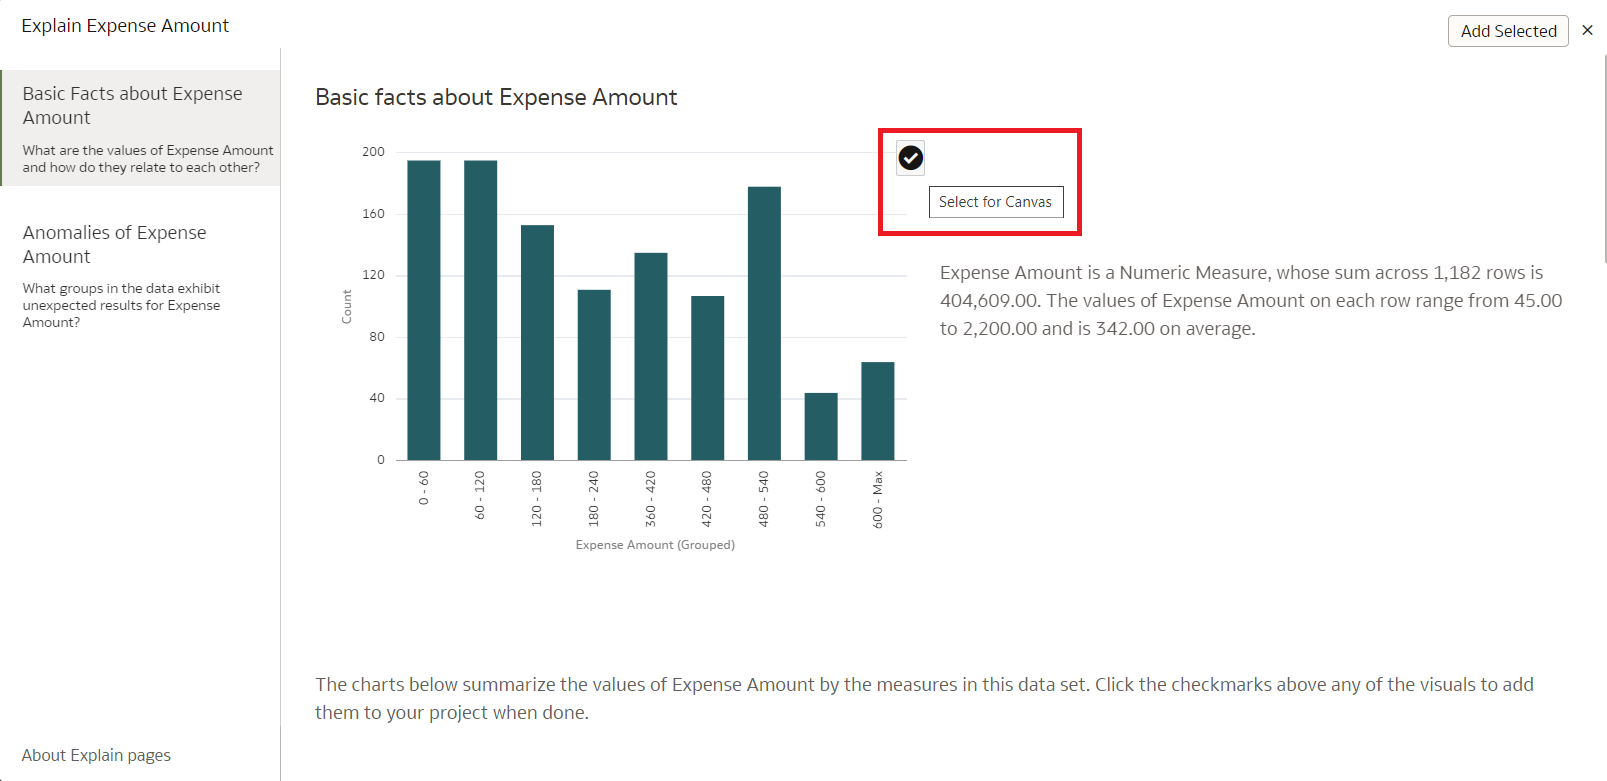 Explain Expense Amount
Add Selected
Basic Facts about Expense
Amount
What are the values of Expense Amount
and how do they relate to each other?
Anomalies of Expense
Amount
What groups in the data exhibit
unexpected results for Expense
Amount?
About Explain pages
Basic facts about Expense Amount
200
160
120
80
40
0
Count
0 - 60
60 - 120
120 - 180
180 - 240
360 - 420
420 - 480
480 - 540
540 - 600
600 - Max
Expense Amount (Grouped)
Select for Canvas
Expense Amount is a Numeric Measure, whose sum across 1,182 rows is
404,609.00. The values of Expense Amount on each row range from 45.00
to 2,200.00 and is 342.00 on average.
The charts below summarize the values of Expense Amount by the measures in this data set. Click the checkmarks above any of the visuals to add
them to your project when done.